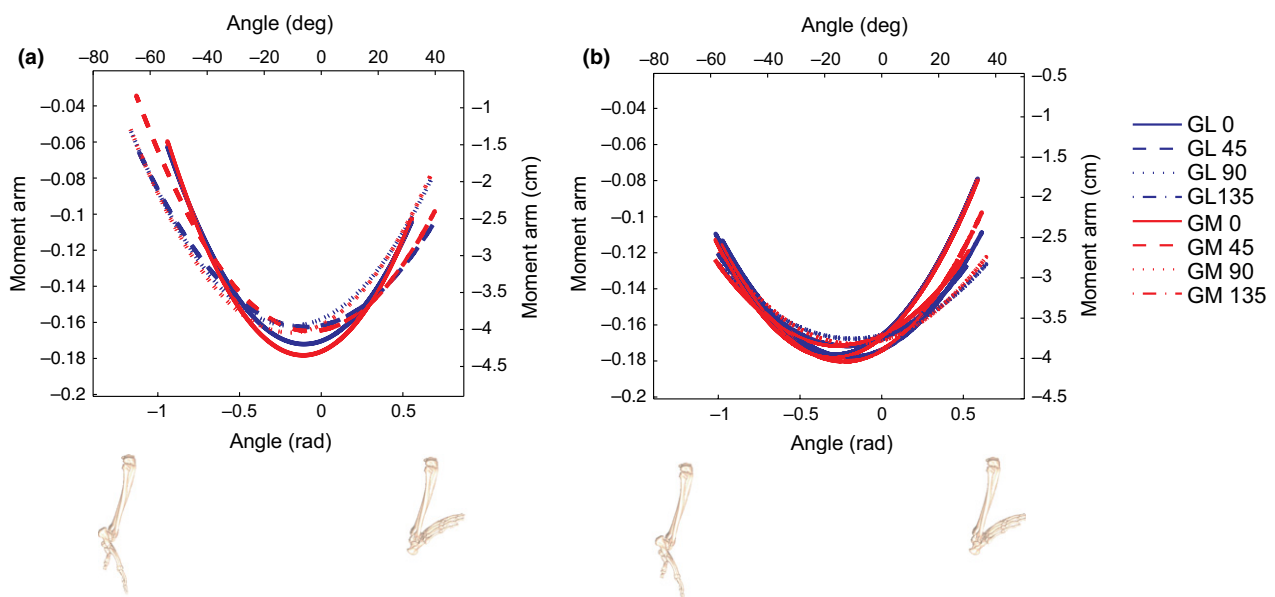 Angle (deg)
(a)
–80 –60 –40 –20 0 20 40
–0.04
–0.06
–0.08
–0.1
–0.12
–0.14
–0.16
–0.18
–0.2
Moment arm
–1
–1.5
–2
–2.5
–3
–3.5
–4
–4.5
Moment arm (cm)
–1 –0.5 0 0.5
Angle (rad)
Angle (deg)
(b)
–80 –60 –40 –20 0 20 40
–0.04
–0.06
–0.08
–0.1
–0.12
–0.14
–0.16
–0.18
–0.2
Moment arm
–0.5
–1
–1.5
–2
–2.5
–3
–3.5
–4
–4.5
Moment arm (cm)
–1 –0.5 0 0.5
Angle (rad)
GL 0
GL 45
GL 90
GL135
GM 0
GM 45
GM 90
GM 135